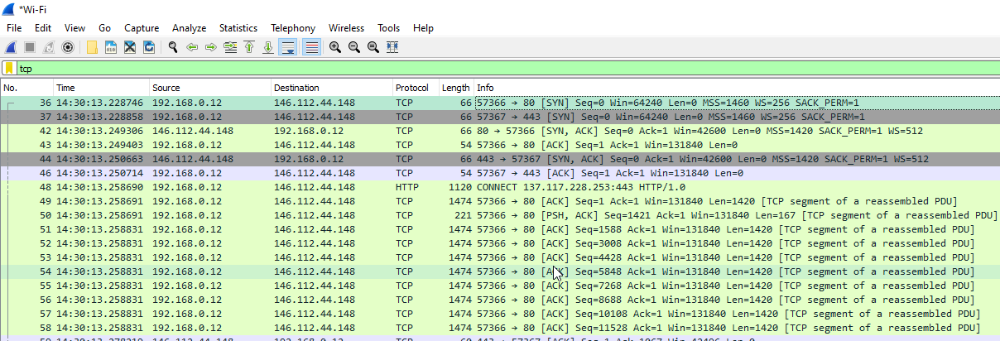 *Wi-Fi
File Edit View Go Capture Analyze Statistics Telephony Wireless Tools Help
tcp
No. Time Source Destination Protocol Length Info
36 14:30:13.228746 192.168.0.12 146.112.44.148 TCP 66 57366 → 80 [SYN] Seq=0 Win=64240 Len=0 MSS=1460 WS=256 SACK_PERM=1
37 14:30:13.228858 192.168.0.12 146.112.44.148 TCP 66 57367 → 443 [SYN] Seq=0 Win=64240 Len=0 MSS=1460 WS=256 SACK_PERM=1
42 14:30:13.249306 146.112.44.148 192.168.0.12 TCP 66 80 → 57366 [SYN, ACK] Seq=0 Ack=1 Win=42600 Len=0 MSS=1420 SACK_PERM=1 WS=512
43 14:30:13.249403 192.168.0.12 146.112.44.148 TCP 54 57366 → 80 [ACK] Seq=1 Ack=1 Win=131840 Len=0
44 14:30:13.250663 146.112.44.148 192.168.0.12 TCP 66 443 → 57367 [SYN, ACK] Seq=0 Ack=1 Win=42600 Len=0 MSS=1420 SACK_PERM=1 WS=512
46 14:30:13.250714 192.168.0.12 146.112.44.148 TCP 54 57367 → 443 [ACK] Seq=1 Ack=1 Win=131840 Len=0
48 14:30:13.258690 192.168.0.12 146.112.44.148 HTTP 1120 CONNECT 137.117.228.253:443 HTTP/1.0
49 14:30:13.258691 192.168.0.12 146.112.44.148 TCP 1474 57366 → 80 [ACK] Seq=1 Ack=1 Win=131840 Len=1420 [TCP segment of a reassembled PDU]
50 14:30:13.258691 192.168.0.12 146.112.44.148 TCP 221 57366 → 80 [PSH, ACK] Seq=1421 Ack=1 Win=131840 Len=167 [TCP segment of a reassembled PDU]
51 14:30:13.258831 192.168.0.12 146.112.44.148 TCP 1474 57366 → 80 [ACK] Seq=1588 Ack=1 Win=131840 Len=1420 [TCP segment of a reassembled PDU]
52 14:30:13.258831 192.168.0.12 146.112.44.148 TCP 1474 57366 → 80 [ACK] Seq=3008 Ack=1 Win=131840 Len=1420 [TCP segment of a reassembled PDU]
53 14:30:13.258831 192.168.0.12 146.112.44.148 TCP 1474 57366 → 80 [ACK] Seq=4428 Ack=1 Win=131840 Len=1420 [TCP segment of a reassembled PDU]
54 14:30:13.258831 192.168.0.12 146.112.44.148 TCP 1474 57366 → 80 [ACK] Seq=5848 Ack=1 Win=131840 Len=1420 [TCP segment of a reassembled PDU]
55 14:30:13.258831 192.168.0.12 146.112.44.148 TCP 1474 57366 → 80 [ACK] Seq=7268 Ack=1 Win=131840 Len=1420 [TCP segment of a reassembled PDU]
56 14:30:13.258831 192.168.0.12 146.112.44.148 TCP 1474 57366 → 80 [ACK] Seq=8688 Ack=1 Win=131840 Len=1420 [TCP segment of a reassembled PDU]
57 14:30:13.258831 192.168.0.12 146.112.44.148 TCP 1474 57366 → 80 [ACK] Seq=10108 Ack=1 Win=131840 Len=1420 [TCP segment of a reassembled PDU]
58 14:30:13.258831 192.168.0.12 146.112.44.148 TCP 1474 57366 → 80 [ACK] Seq=11528 Ack=1 Win=131840 Len=1420 [TCP segment of a reassembled PDU]